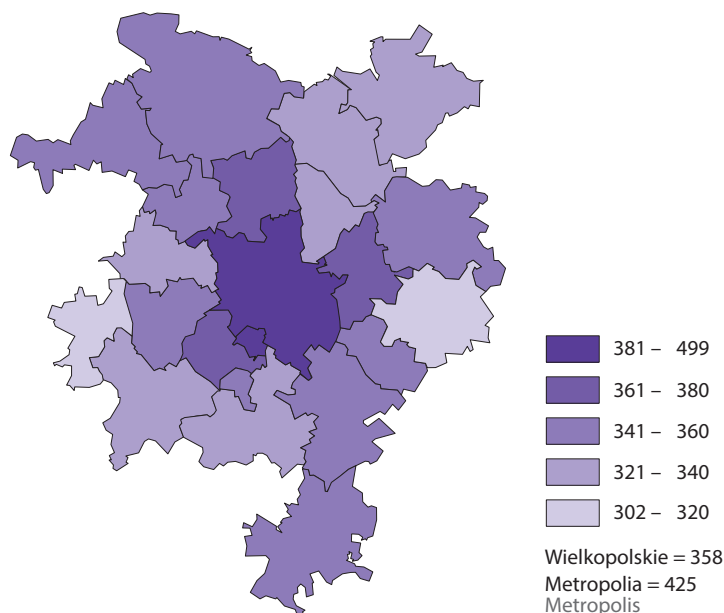 381 – 499
361 – 380
341 – 360
321 – 340
302 – 320
Wielkopolskie = 358
Metropolia = 425
Metropolis